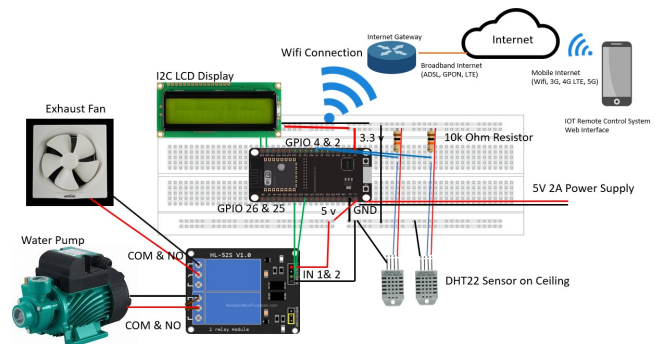 Internet Gateway
Internet
Wifi Connection
I2C LCD Display
Broadband Internet
(ADSL, GPON, LTE)
Mobile Internet
(Wifi, 3G, 4G LTE, 5G)
IOT Remote Control System
Web Interface
Exhaust Fan
GPIO 4 & 2
3.3 v
10k Ohm Resistor
5V 2A Power Supply
GPIO 26 & 25
5 v
GND
Water Pump
COM & NO
HL-52S V1.0
IN 1& 2
DHT22 Sensor on Ceiling
COM & NO
2 relay module